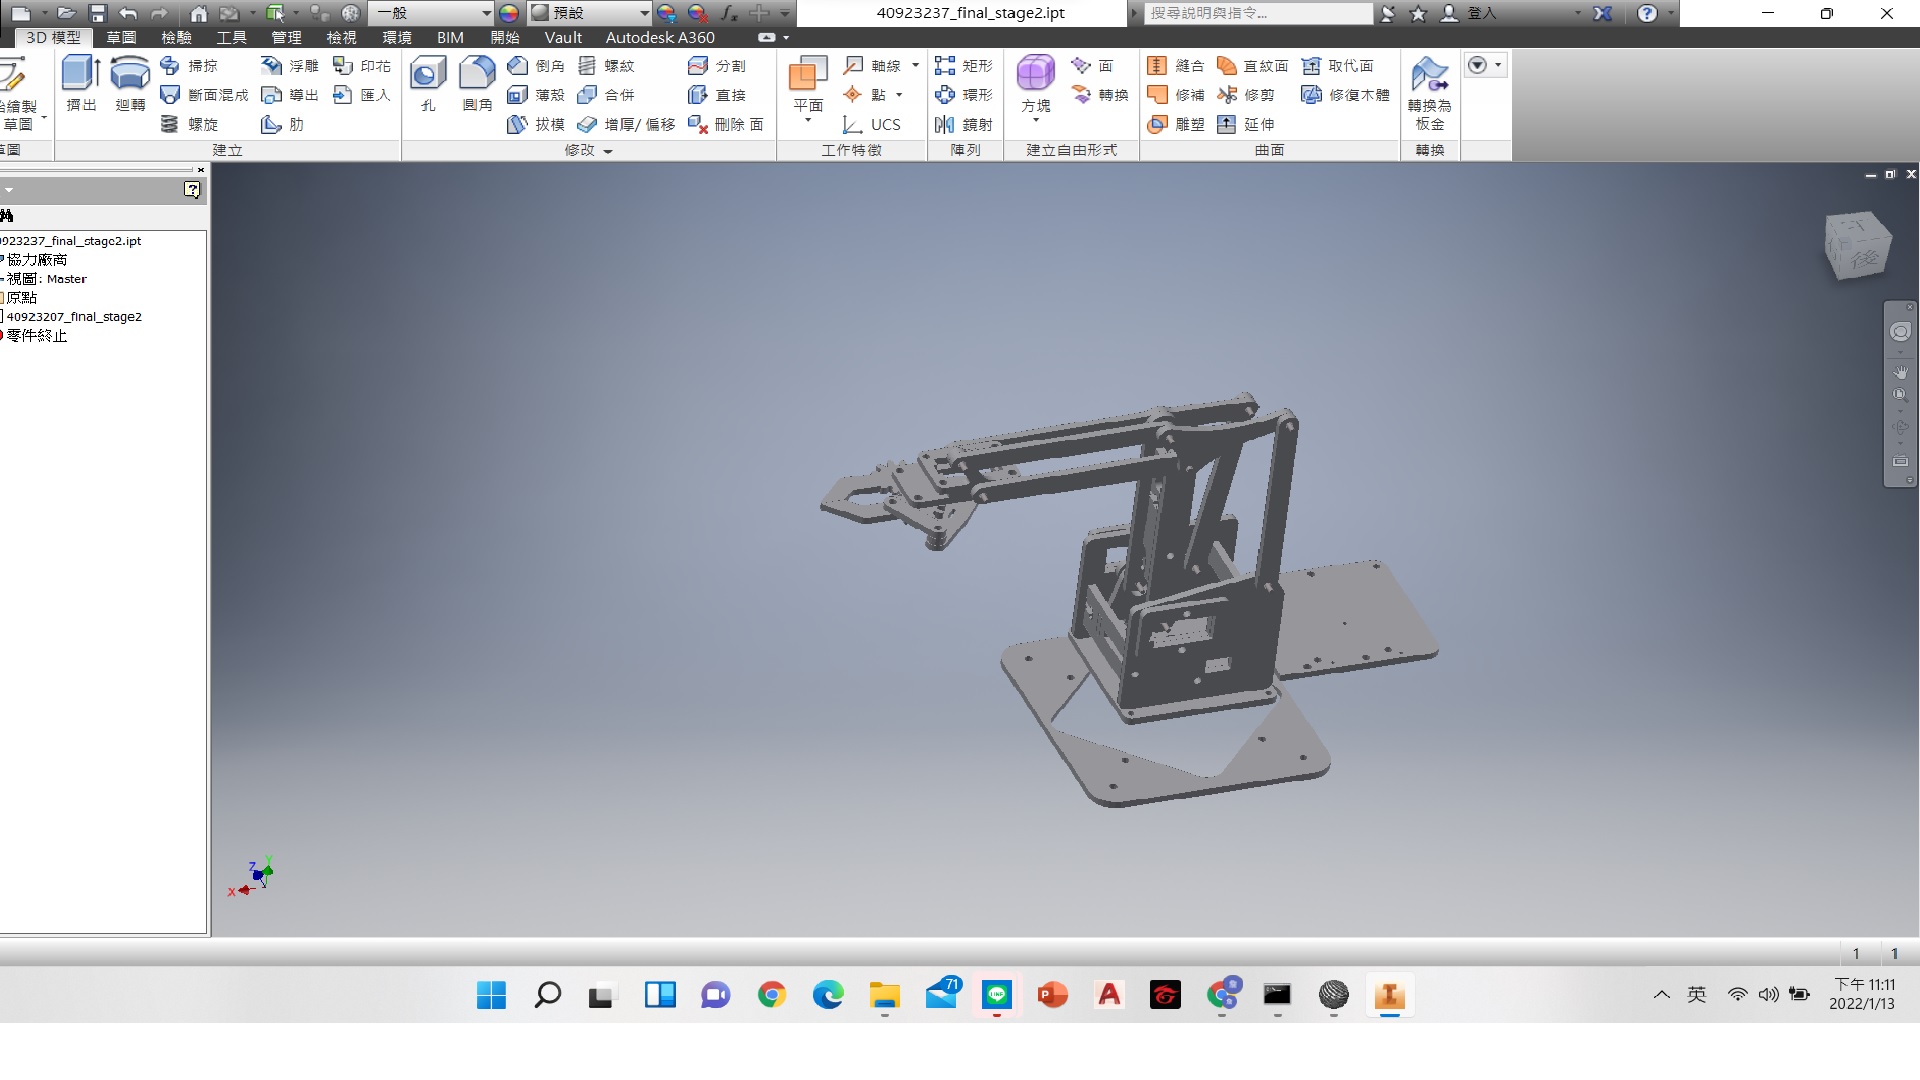 一般
預設
40923237_final_stage2.ipt
搜尋說明與指令...
登入
3D 模型 草圖 檢驗 工具 管理 檢視 環境 BIM 開始 Vault Autodesk A360
掃掠 浮雕 印花 倒角 螺紋 分割 軸線 矩形 面 縫合 直紋面 取代面
擠出 迴轉 斷面混成 導出 匯入 孔 圓角 薄殼 合併 直接 平面 點 環形 方塊 轉換 修補 修剪 修復本體 轉換為
草圖 螺旋 肋 拔模 增厚/ 偏移 刪除 面 UCS 鏡射 雕塑 延伸 板金
建立 修改 工作特徵 陣列 建立自由形式 曲面 轉換
923237_final_stage2.ipt
協力廠商
視圖: Master
原點
40923207_final_stage2
零件終止
後
Z Y
X
1 1
71
英
下午 11:11
2022/1/13